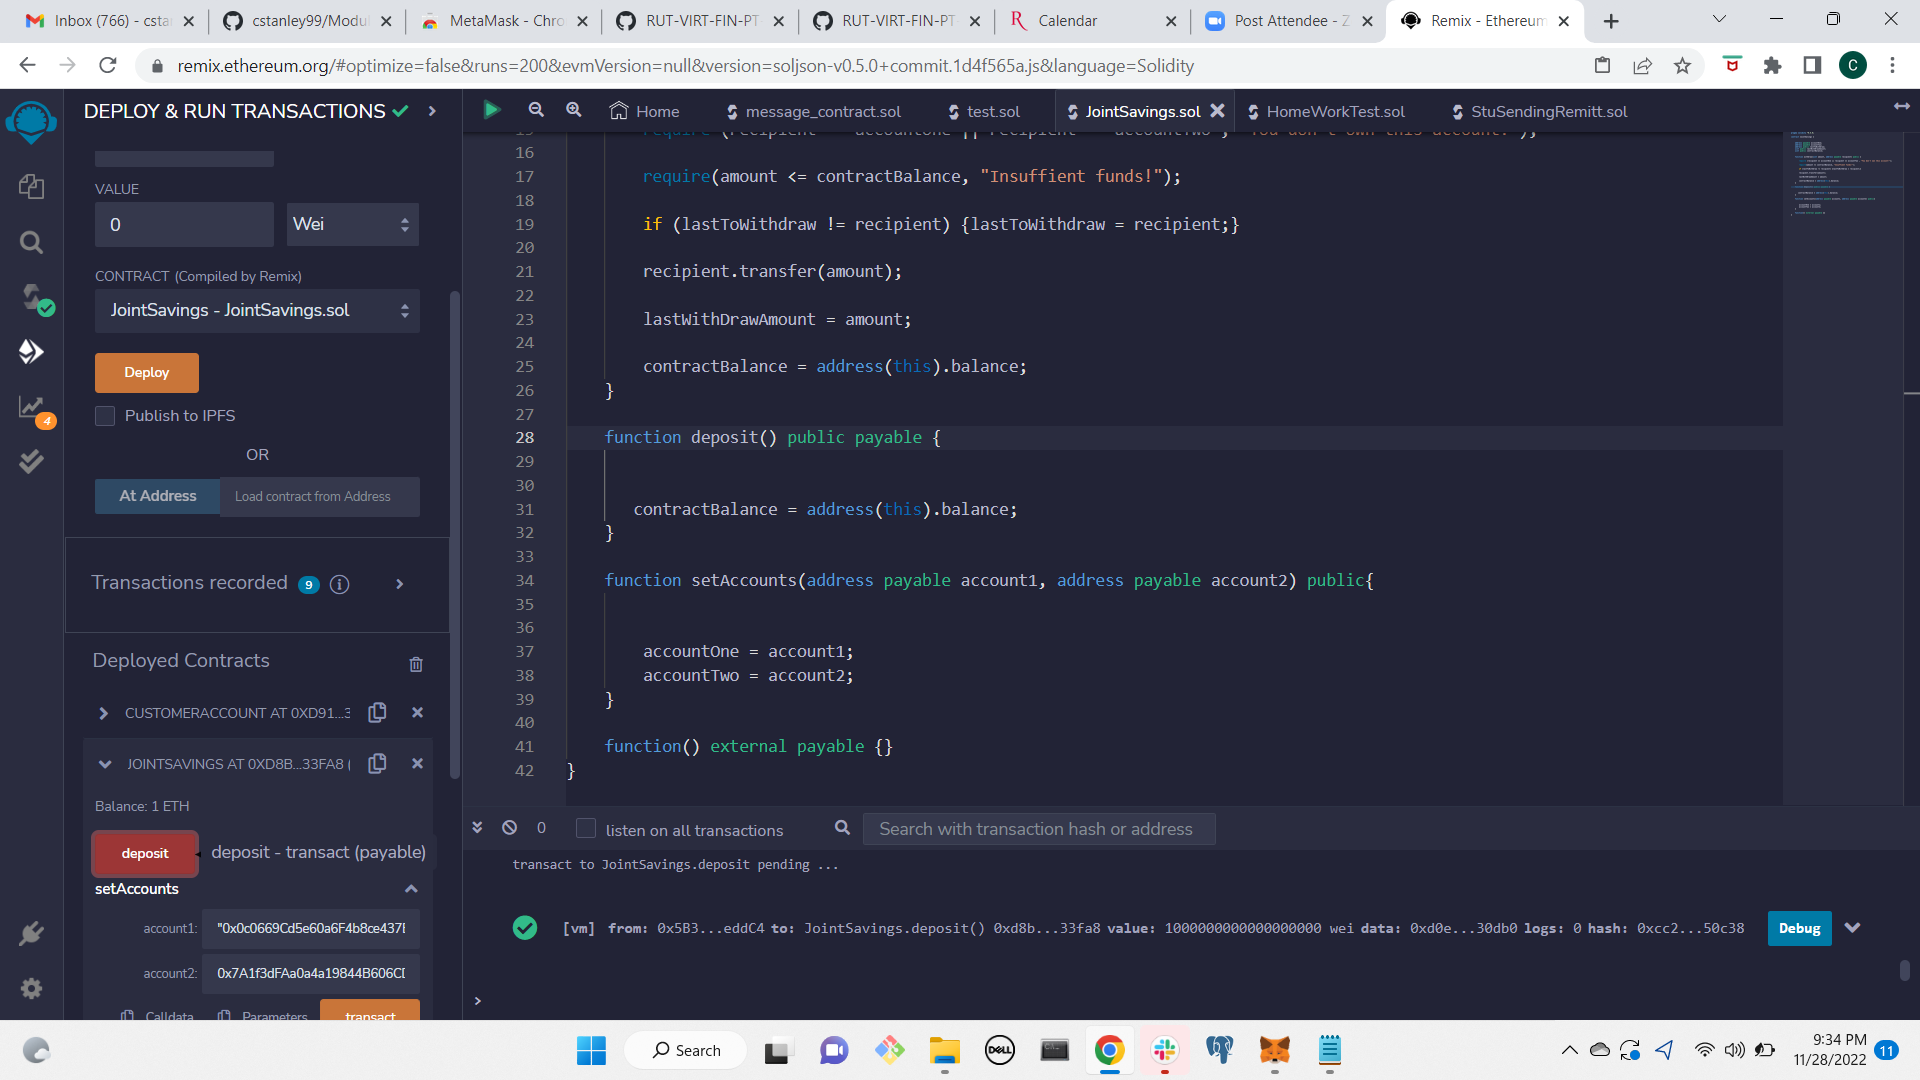 Inbox (766) - csta
cstanley99/Modul
MetaMask - Chro
RUT-VIRT-FIN-PT-
RUT-VIRT-FIN-PT-
Calendar
Post Attendee - Z
Remix - Ethereum
remix.ethereum.org/#optimize=false&runs=200&evmVersion=null&version=soljson-v0.5.0+commit.1d4f565a.js&language=Solidity
C
DEPLOY & RUN TRANSACTIONS
Home
message_contract.sol
test.sol
JointSavings.sol
HomeWorkTest.sol
StuSendingRemitt.sol
VALUE
0
Wei
CONTRACT (Compiled by Remix)
JointSavings - JointSavings.sol
Deploy
Publish to IPFS
OR
At Address
Load contract from Address
Transactions recorded 9
Deployed Contracts
CUSTOMERACCOUNT AT 0XD91...3
JOINTSAVINGS AT 0XD8B...33FA8 (
Balance: 1 ETH
deposit
deposit - transact (payable)
setAccounts
account1:
"0x0c0669Cd5e60a6F4b8ce437E
account2:
0x7A1f3dFAa0a4a19844B606CD
Calldata
Parameters
transact
4
16
17 require(amount <= contractBalance, "Insuffient funds!");
18
19 if (lastToWithdraw != recipient) {lastToWithdraw = recipient;}
20
21 recipient.transfer(amount);
22
23 lastWithDrawAmount = amount;
24
25 contractBalance = address(this).balance;
26 }
27
28 function deposit() public payable {
29
30
31 contractBalance = address(this).balance;
32 }
33
34 function setAccounts(address payable account1, address payable account2) public{
35
36
37 accountOne = account1;
38 accountTwo = account2;
39 }
40
41 function() external payable {}
42 }
0
listen on all transactions
Search with transaction hash or address
transact to JointSavings.deposit pending ...
[vm] from: 0x5B3...eddC4 to: JointSavings.deposit() 0xd8b...33fa8 value: 1000000000000000000 wei data: 0xd0e...30db0 logs: 0 hash: 0xcc2...50c38
Debug
>
Search
DELL
9:34 PM
11/28/2022
11